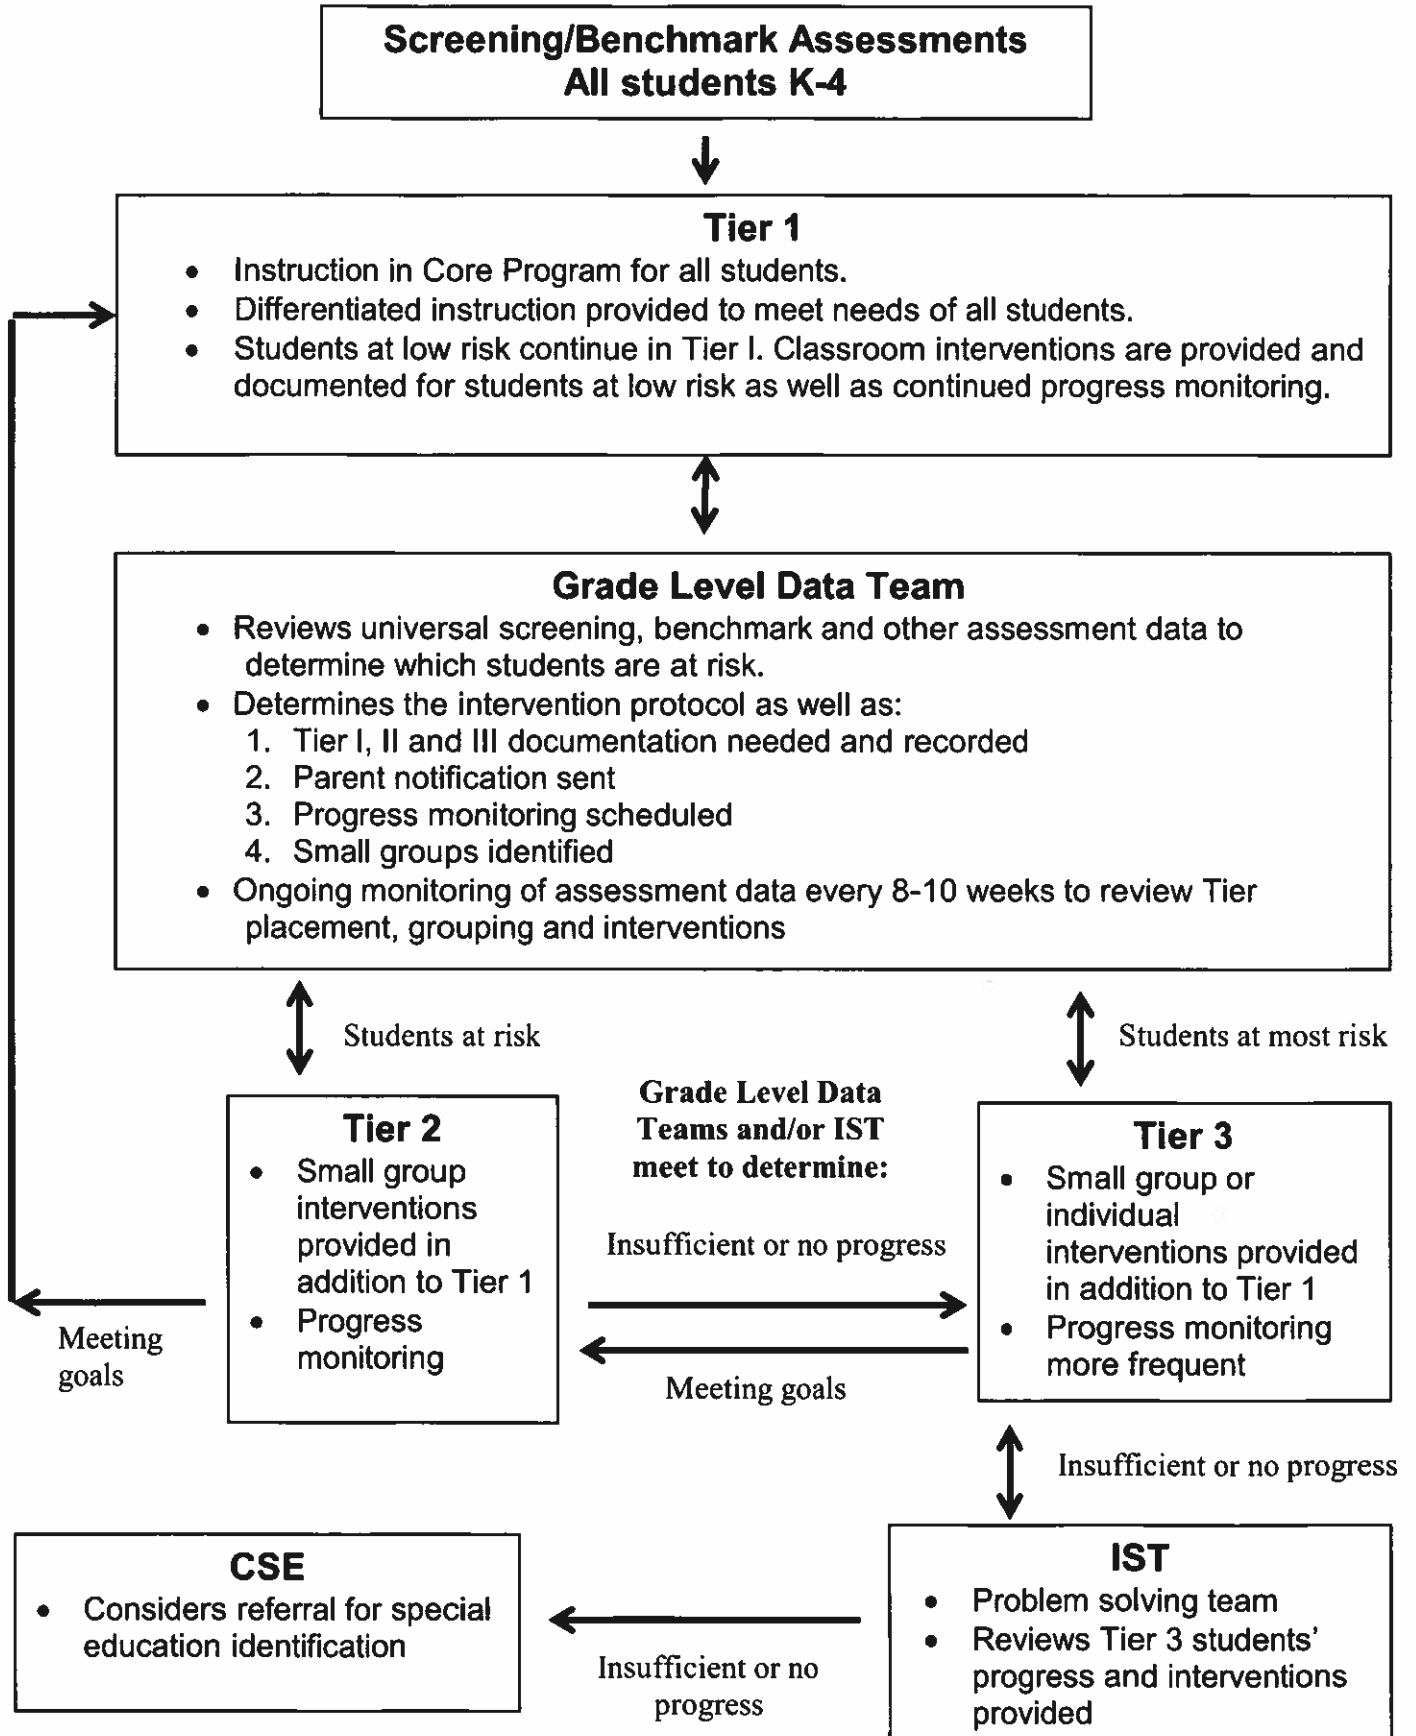 Screening/Benchmark Assessments
All students K-4
Tier 1
• Instruction in Core Program for all students.
• Differentiated instruction provided to meet needs of all students.
• Students at low risk continue in Tier I. Classroom interventions are provided and
documented for students at low risk as well as continued progress monitoring.
Grade Level Data Team
• Reviews universal screening, benchmark and other assessment data to
determine which students are at risk.
• Determines the intervention protocol as well as:
1. Tier I, II and III documentation needed and recorded
2. Parent notification sent
3. Progress monitoring scheduled
4. Small groups identified
• Ongoing monitoring of assessment data every 8-10 weeks to review Tier
placement, grouping and interventions
Students at risk
Students at most risk
Tier 2
• Small group
interventions
provided in
addition to Tier 1
• Progress
monitoring
Meeting
goals
Grade Level Data
Teams and/or IST
meet to determine:
Insufficient or no progress
Meeting goals
Tier 3
• Small group or
individual
interventions provided
in addition to Tier 1
• Progress monitoring
more frequent
Insufficient or no progress
IST
• Problem solving team
• Reviews Tier 3 students’
progress and interventions
provided
Insufficient or no
progress
CSE
• Considers referral for special
education identification